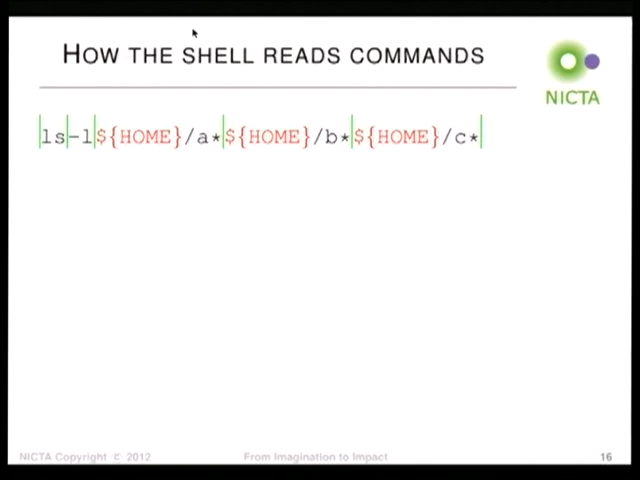 HOW THE SHELL READS COMMANDS
NICTA
ls -l ${HOME}/a* ${HOME}/b* ${HOME}/c*
NICTA Copyright © 2012 From Imagination to Impact 16